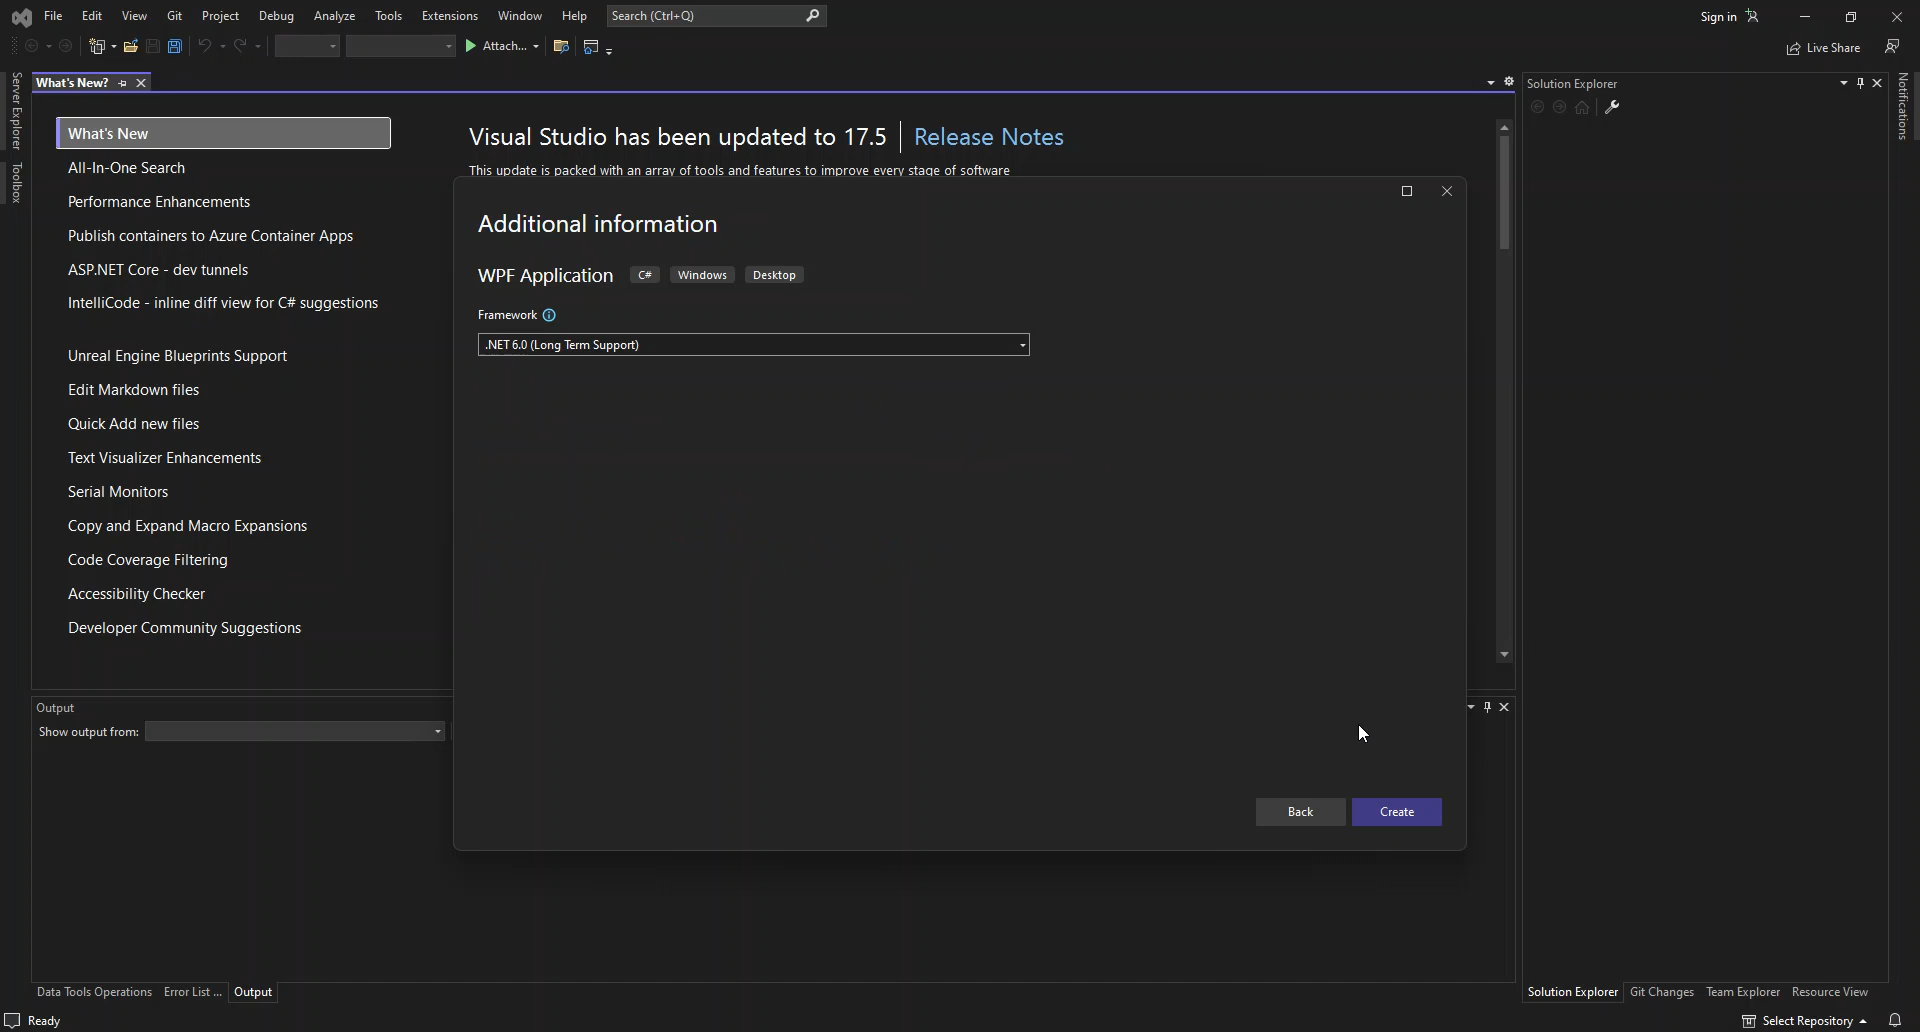 File Edit View Git Project Debug Analyze Tools Extensions Window Help Search (Ctrl+Q) Sign in
Attach... Live Share
Server Explorer
Toolbox
What's New?
What's New
All-In-One Search
Performance Enhancements
Publish containers to Azure Container Apps
ASP.NET Core - dev tunnels
IntelliCode - inline diff view for C# suggestions
Unreal Engine Blueprints Support
Edit Markdown files
Quick Add new files
Text Visualizer Enhancements
Serial Monitors
Copy and Expand Macro Expansions
Code Coverage Filtering
Accessibility Checker
Developer Community Suggestions
Visual Studio has been updated to 17.5 Release Notes
This update is packed with an array of tools and features to improve every stage of software
Additional information
WPF Application C# Windows Desktop
Framework
.NET 6.0 (Long Term Support)
Back Create
Output
Show output from:
Data Tools Operations Error List ... Output
Solution Explorer
Notifications
Solution Explorer Git Changes Team Explorer Resource View
Ready Select Repository